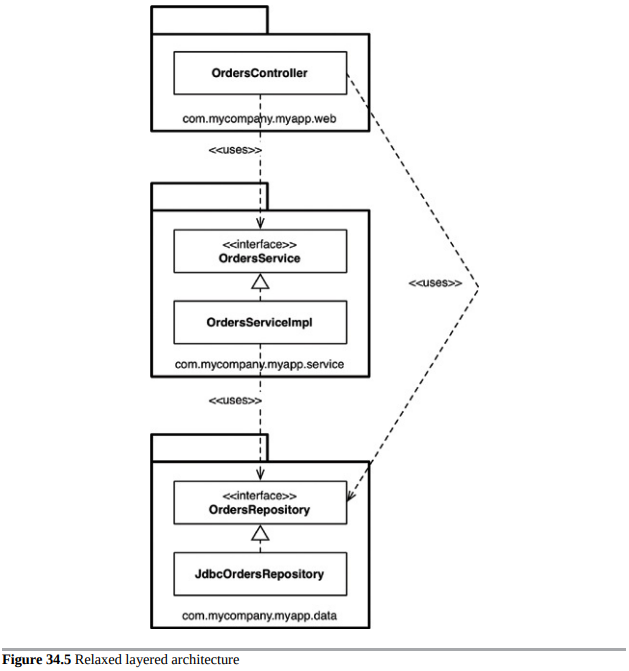 OrdersController
com.mycompany.myapp.web
<<uses>>
<<interface>>
OrdersService
<<uses>>
OrdersServiceImpl
com.mycompany.myapp.service
<<uses>>
<<interface>>
OrdersRepository
JdbcOrdersRepository
com.mycompany.myapp.data
Figure 34.5 Relaxed layered architecture